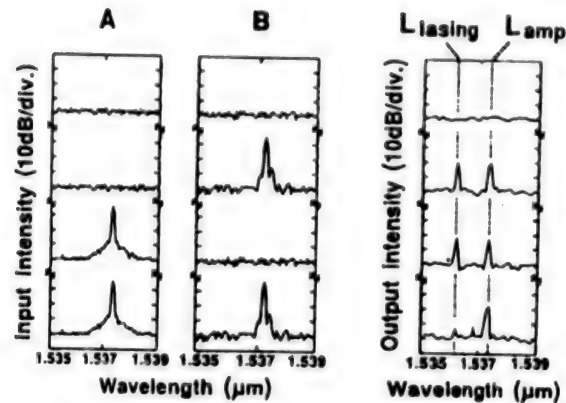 A B L lasing L amp
Input Intensity (10dB/div.)
Output intensity (10dB/div.)
1.535 1.537 1.539 1.535 1.537 1.539 1.535 1.537 1.539
Wavelength (μm) Wavelength (μm)